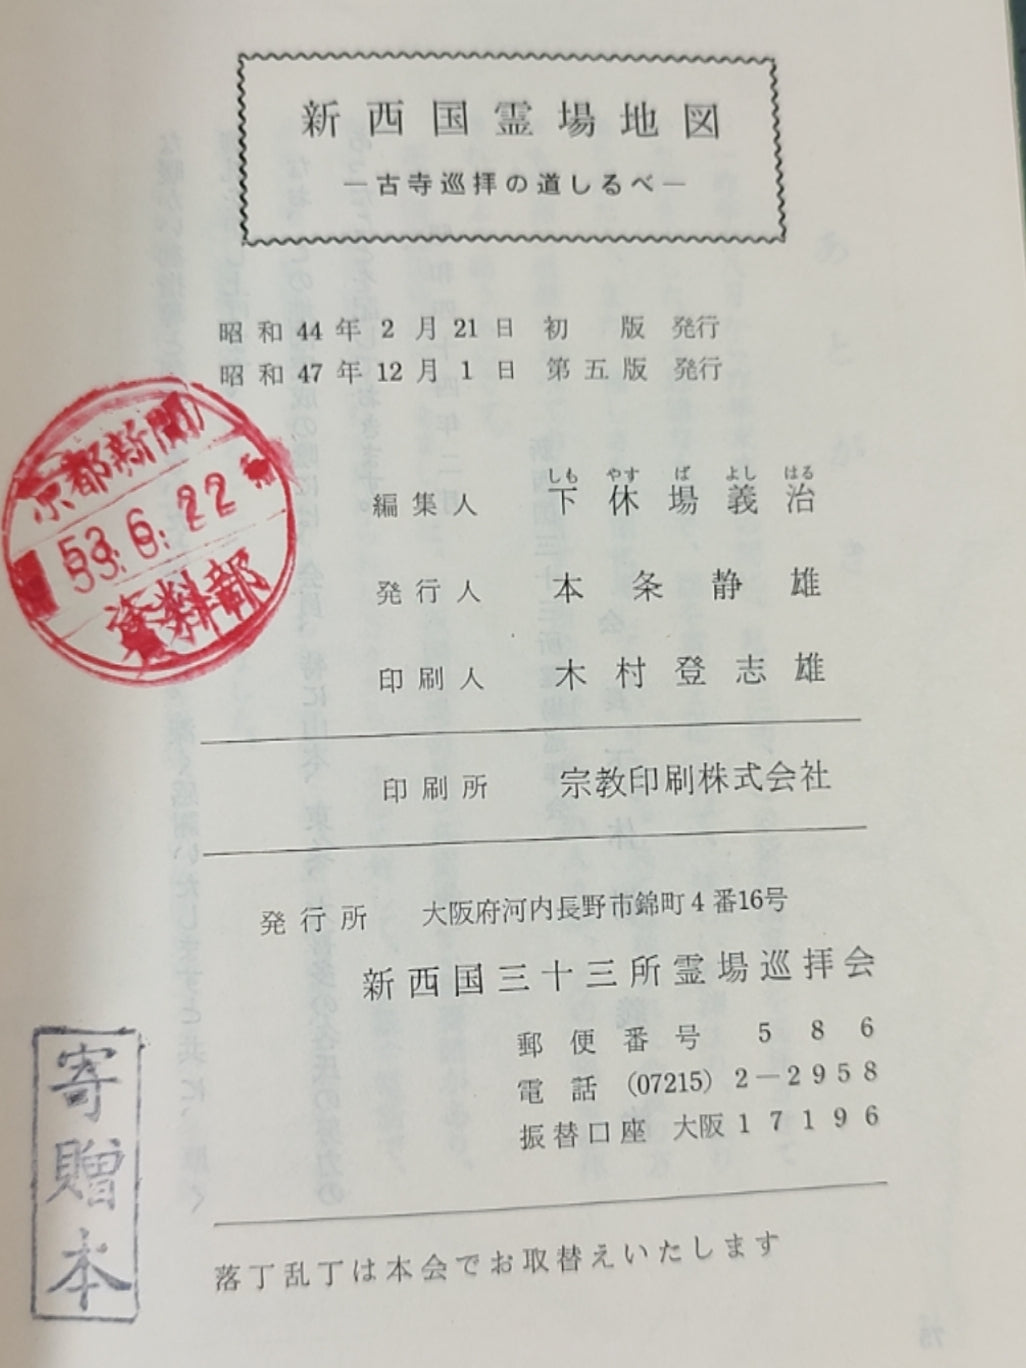 新西国霊場地図
―古寺巡拝の道しるべ―
昭和44年2月21日 初版 発行
昭和47年12月1日 第五版 発行
京都新聞
53.6.22
資料部
しも やす ば よし はる
編集人 下休場義治
発行人 本条静雄
印刷人 木村登志雄
印刷所 宗教印刷株式会社
発行所 大阪府河内長野市錦町4番16号
新西国三十三所霊場巡拝会
郵便番号 586
電話 (07215) 2―2958
振替口座 大阪17196
寄贈本
落丁乱丁は本会でお取替えいたします